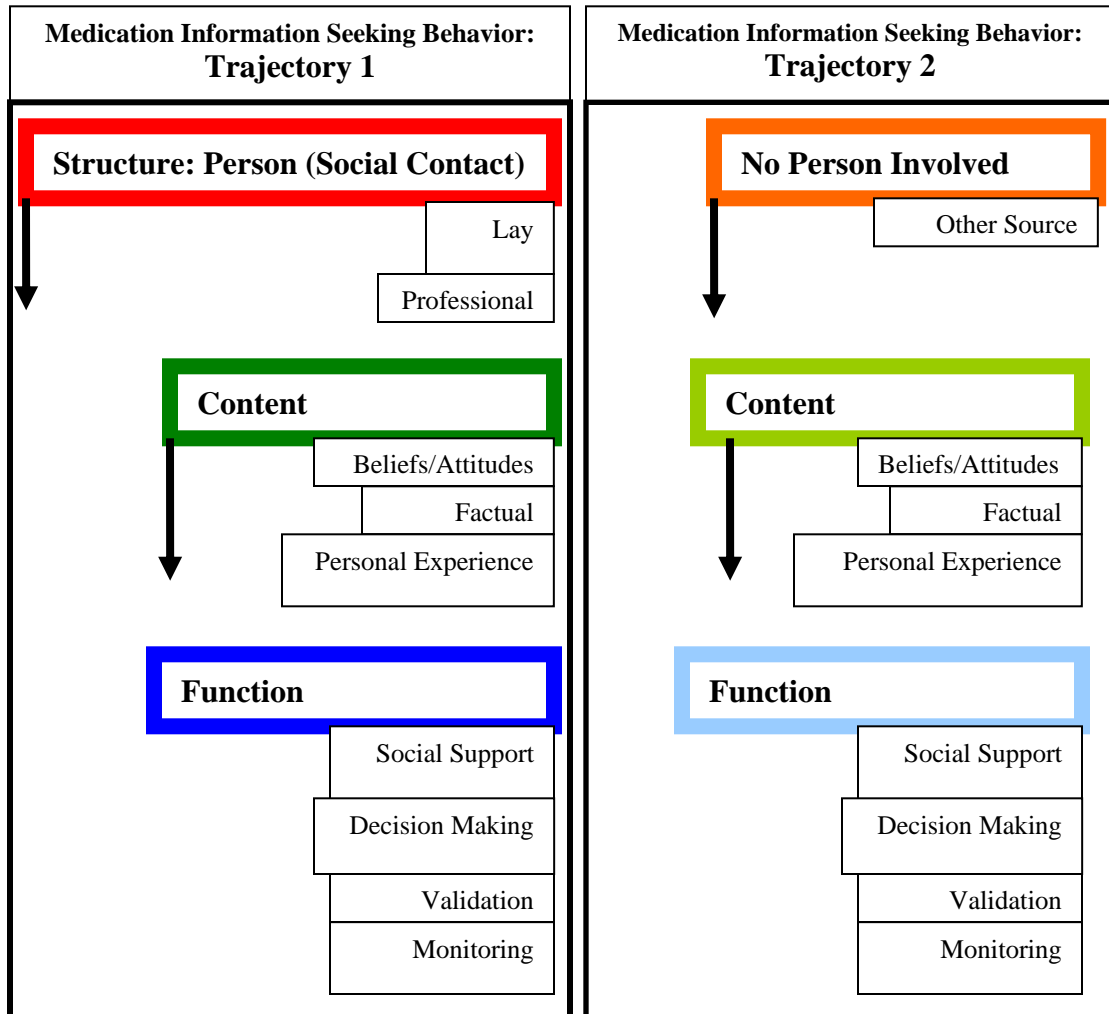 Medication Information Seeking Behavior:
Trajectory 1
Structure: Person (Social Contact)
Lay
Professional
Content
Beliefs/Attitudes
Factual
Personal Experience
Function
Social Support
Decision Making
Validation
Monitoring
Medication Information Seeking Behavior:
Trajectory 2
No Person Involved
Other Source
Content
Beliefs/Attitudes
Factual
Personal Experience
Function
Social Support
Decision Making
Validation
Monitoring